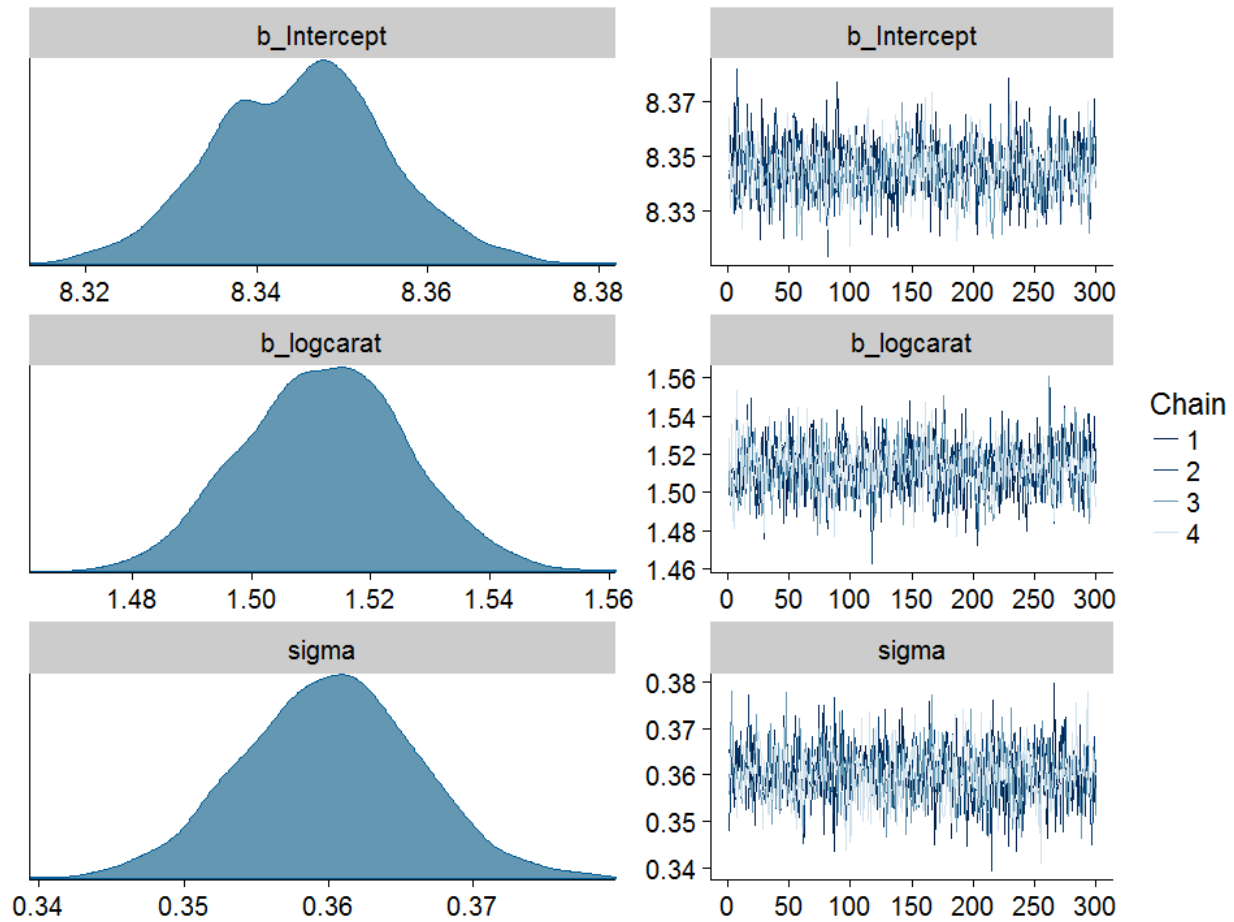 b_Intercept
8.32 8.34 8.36 8.38
b_Intercept
8.37
8.35
8.33
0 50 100 150 200 250 300
b_logcarat
1.48 1.50 1.52 1.54 1.56
b_logcarat
1.56
1.54
1.52
1.50
1.48
1.46
0 50 100 150 200 250 300
sigma
0.34 0.35 0.36 0.37
sigma
0.38
0.37
0.36
0.35
0.34
0 50 100 150 200 250 300
Chain
1
2
3
4